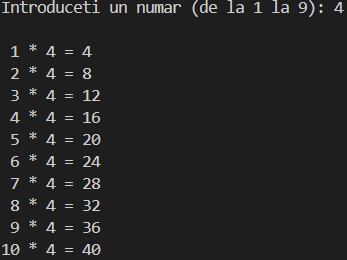 Introduceti un numar (de la 1 la 9): 4
1 * 4 = 4
2 * 4 = 8
3 * 4 = 12
4 * 4 = 16
5 * 4 = 20
6 * 4 = 24
7 * 4 = 28
8 * 4 = 32
9 * 4 = 36
10 * 4 = 40